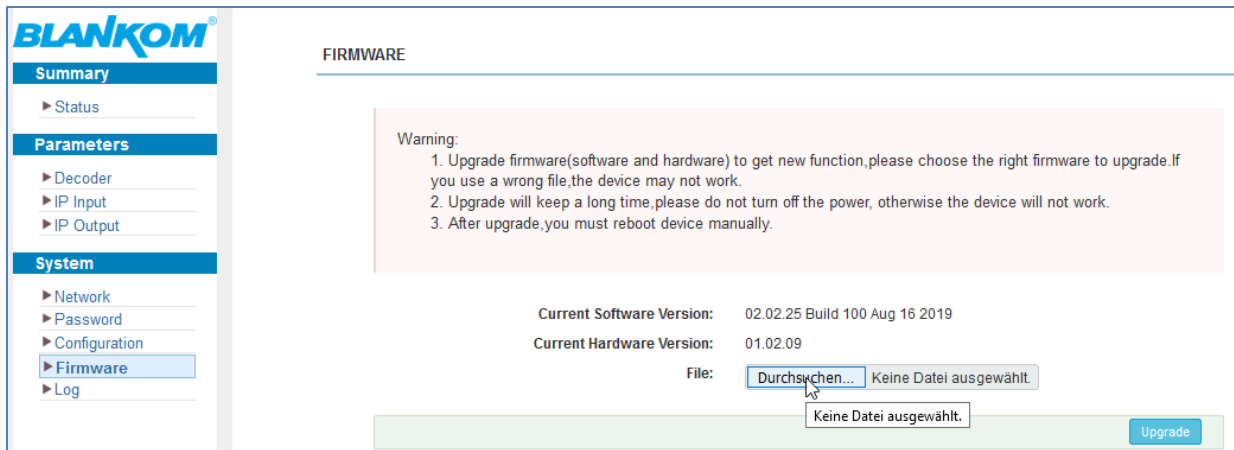 BLANKOM®
Summary
Status
Parameters
Decoder
IP Input
IP Output
System
Network
Password
Configuration
Firmware
Log
FIRMWARE
Warning:
1. Upgrade firmware(software and hardware) to get new function,please choose the right firmware to upgrade.If
you use a wrong file,the device may not work.
2. Upgrade will keep a long time,please do not turn off the power, otherwise the device will not work.
3. After upgrade,you must reboot device manually.
Current Software Version: 02.02.25 Build 100 Aug 16 2019
Current Hardware Version: 01.02.09
File: Durchsuchen... Keine Datei ausgewählt.
Keine Datei ausgewählt.
Upgrade